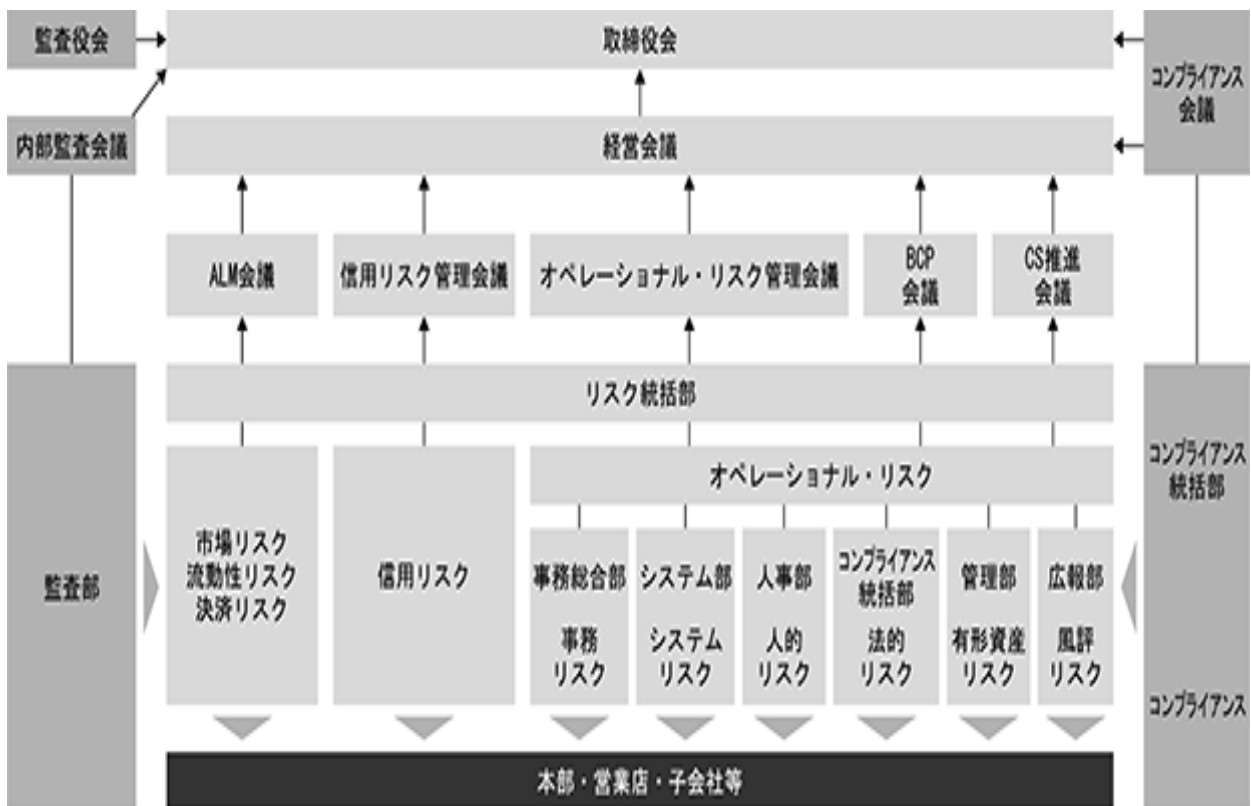 監査役会
取締役会
コンプライアンス
会議
内部監査会議
経営会議
ALM会議
信用リスク管理会議
オペレーショナル・リスク管理会議
BCP
会議
CS推進
会議
リスク統括部
監査部
市場リスク
流動性リスク
決済リスク
信用リスク
オペレーショナル・リスク
事務総合部
事務
リスク
システム部
システム
リスク
人事部
人的
リスク
コンプライアンス
統括部
法的
リスク
管理部
有形資産
リスク
広報部
風評
リスク
コンプライアンス
統括部
コンプライアンス
本部・営業店・子会社等